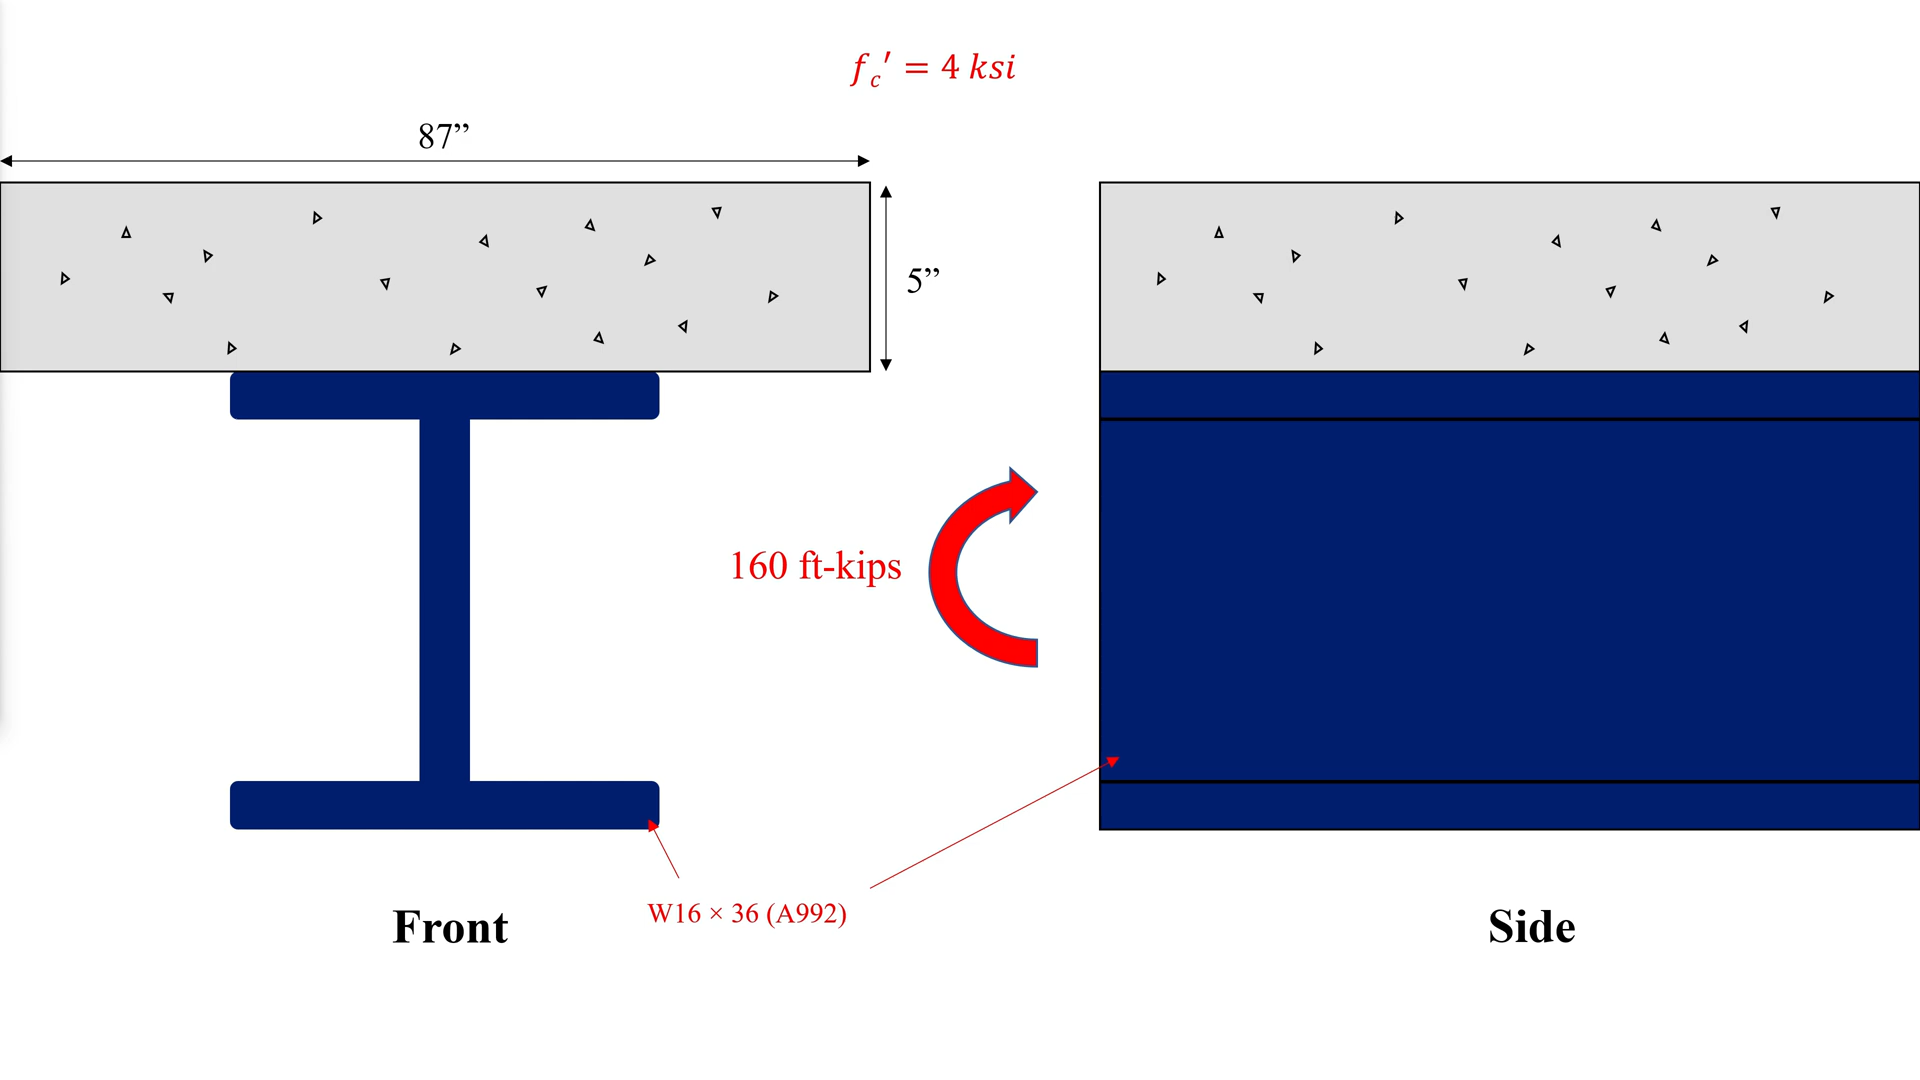 f_c' = 4 ksi
87”
5”
160 ft-kips
W16 × 36 (A992)
Front
Side